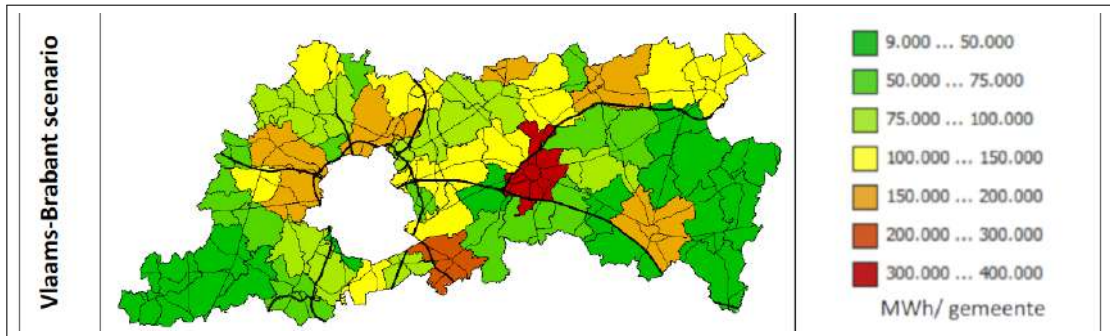 Vlaams-Brabant scenario
9.000 ... 50.000
50.000 ... 75.000
75.000 ... 100.000
100.000 ... 150.000
150.000 ... 200.000
200.000 ... 300.000
300.000 ... 400.000
MWh/ gemeente